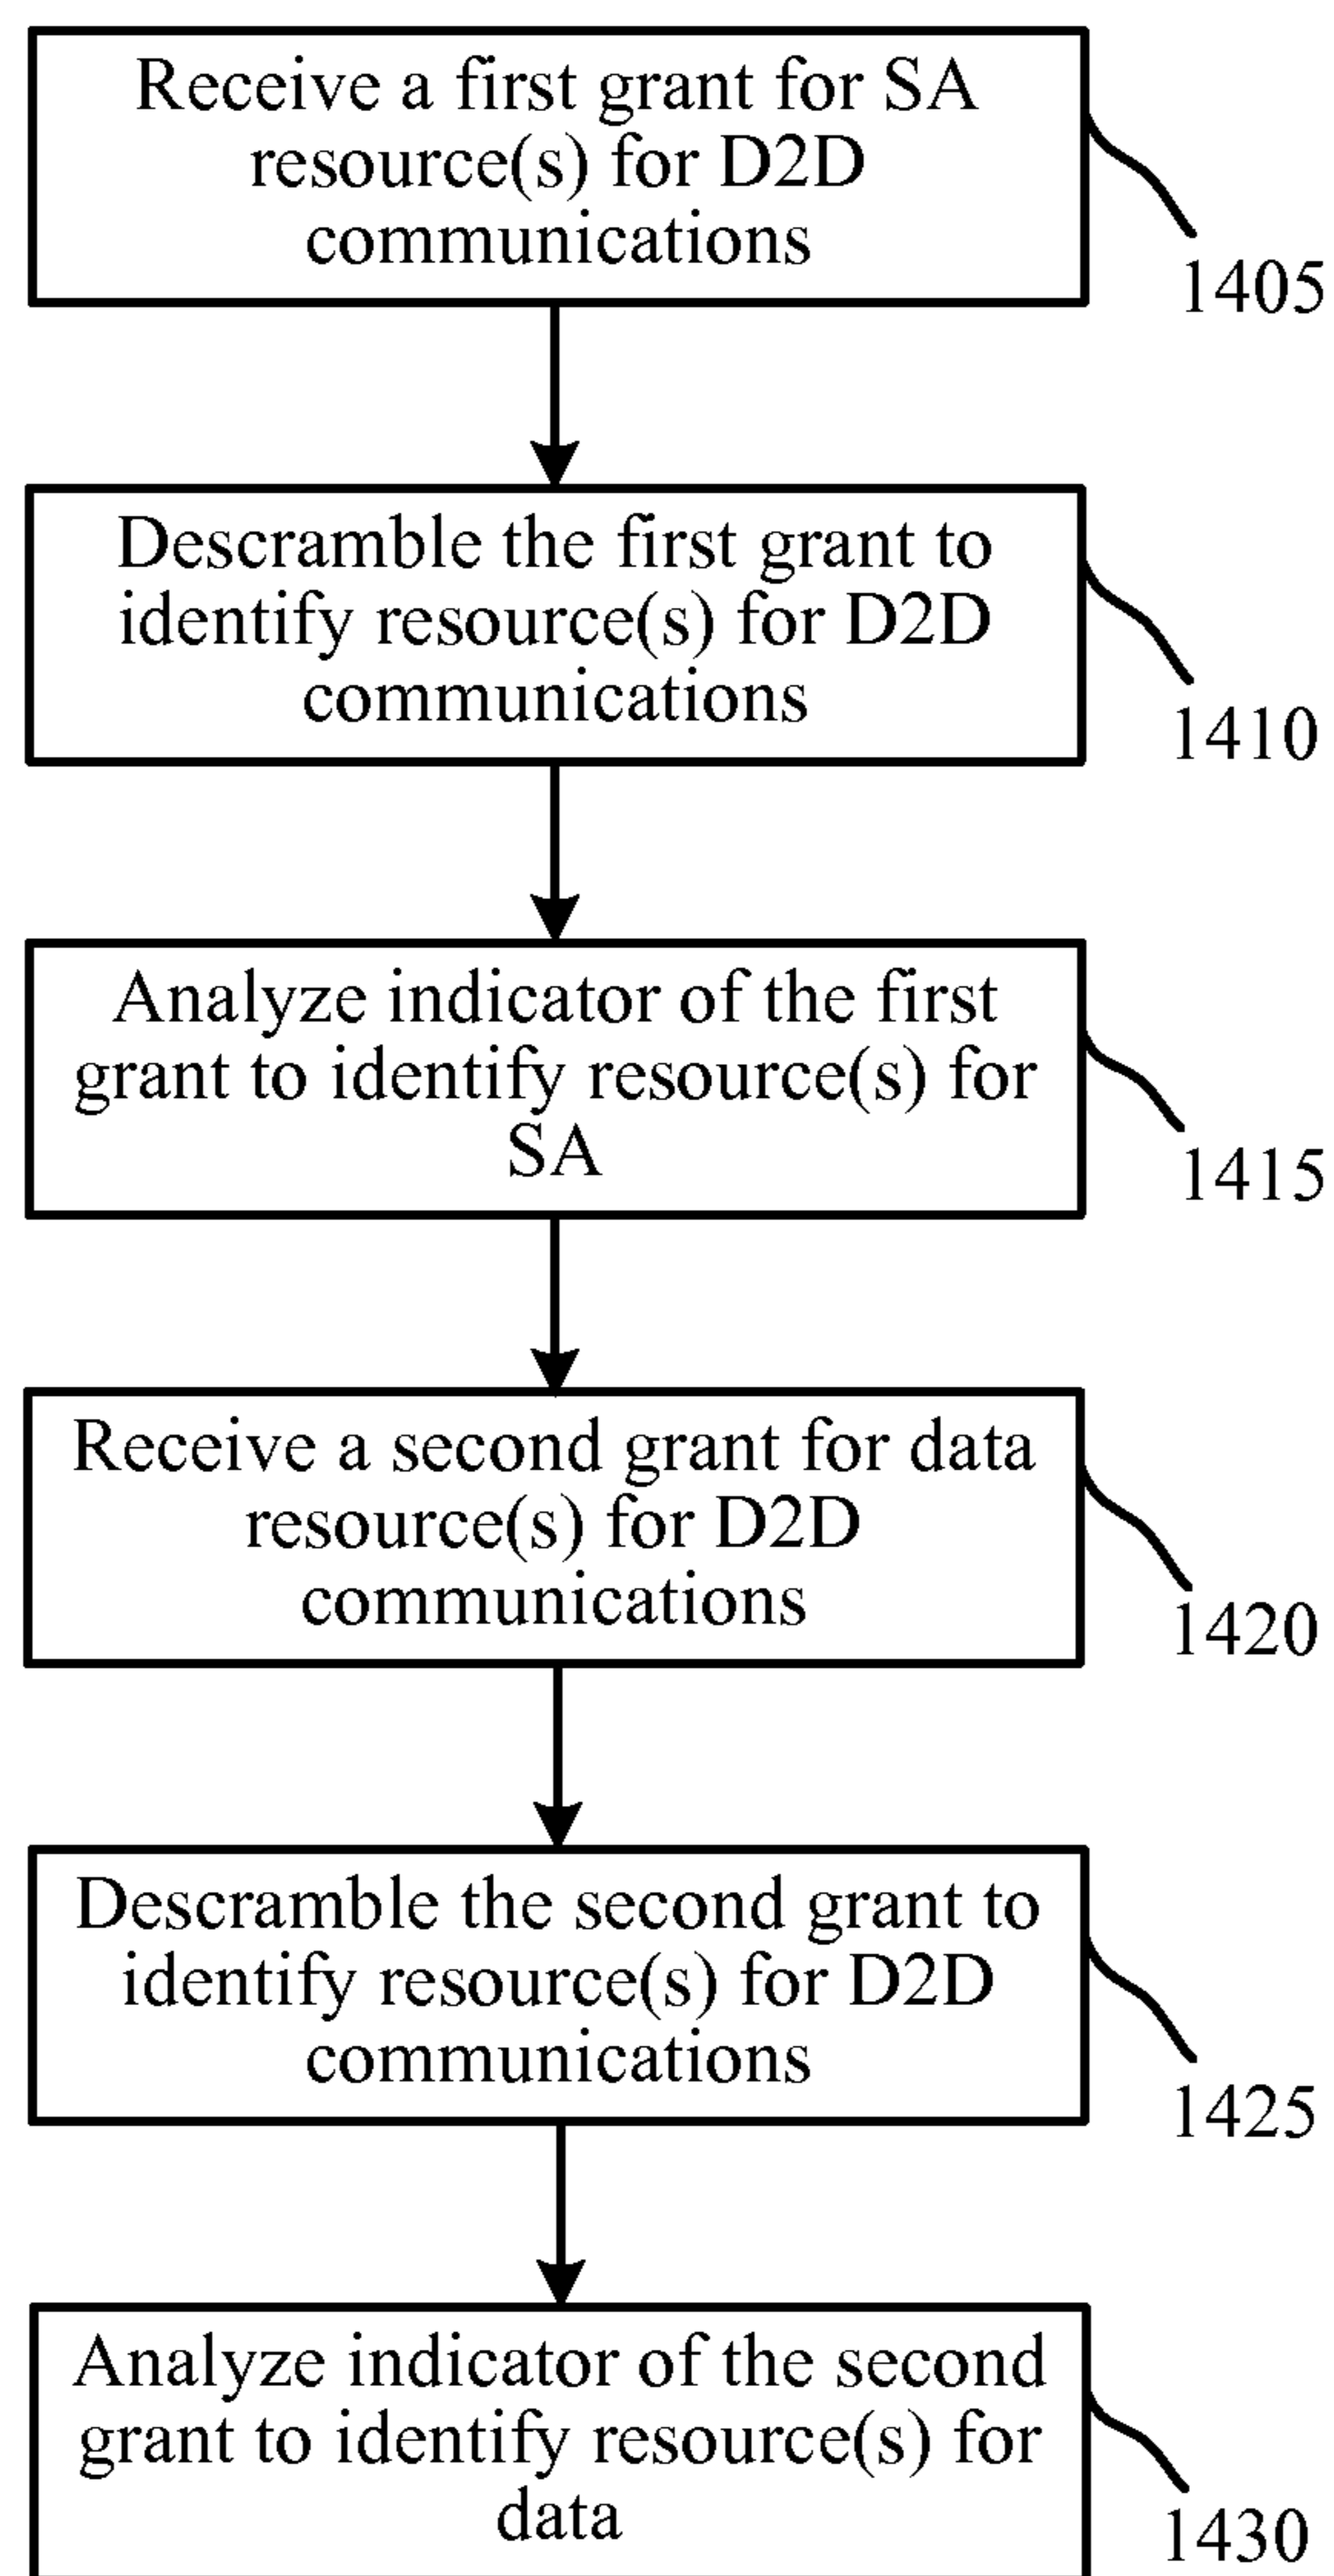 Receive a first grant for SA
resource(s) for D2D
communications
1405
Descramble the first grant to
identify resource(s) for D2D
communications
1410
Analyze indicator of the first
grant to identify resource(s) for
SA
1415
Receive a second grant for data
resource(s) for D2D
communications
1420
Descramble the second grant to
identify resource(s) for D2D
communications
1425
Analyze indicator of the second
grant to identify resource(s) for
data
1430